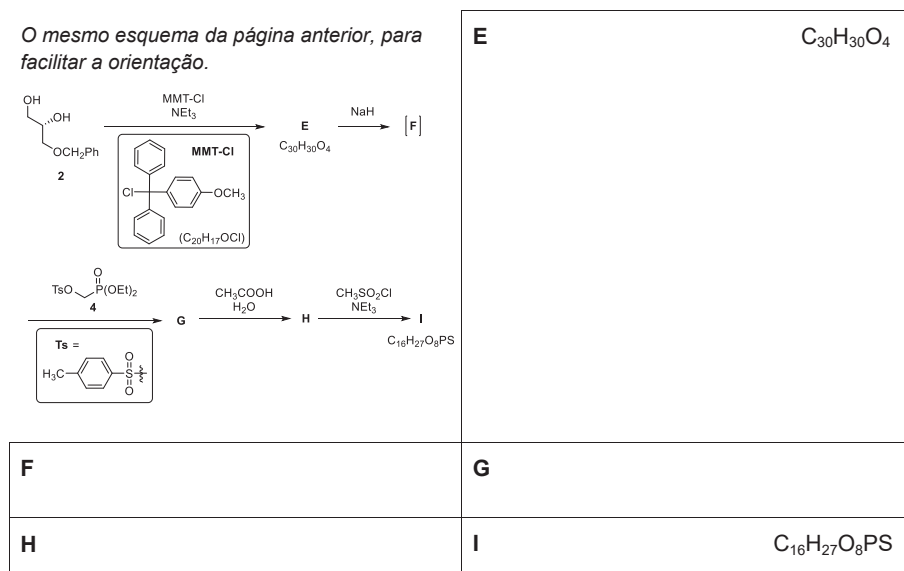 O mesmo esquema da página anterior, para
facilitar a orientação.
OH
OH
OCH₂Ph
2
MMT-Cl
NEt₃
MMT-Cl
Cl
OCH₃
(C₂₀H₁₇OCl)
E
C₃₀H₃₀O₄
NaH
[F]
O
TsO P(OEt)₂
4
Ts =
O
H₃C S
O
G
CH₃COOH
H₂O
H
CH₃SO₂Cl
NEt₃
I
C₁₆H₂₇O₈PS
E C₃₀H₃₀O₄
F
G
H
I C₁₆H₂₇O₈PS